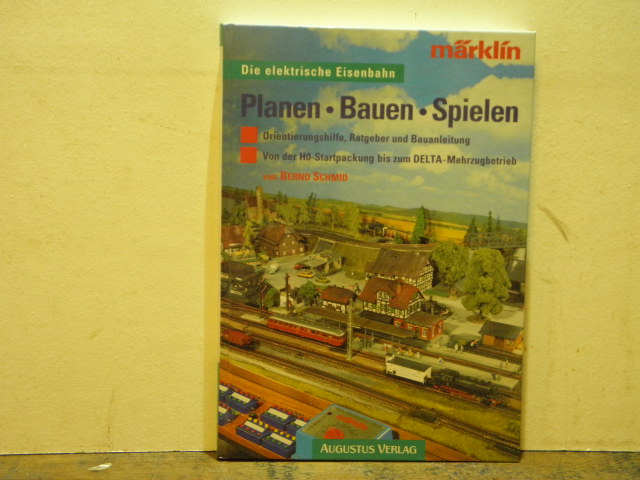 märklin
Die elektrische Eisenbahn
Planen • Bauen • Spielen
Orientierungshilfe, Ratgeber und Bauanleitung
Von der H0-Startpackung bis zum DELTA-Mehrzugbetrieb
von BERND SCHMID
AUGUSTUS VERLAG